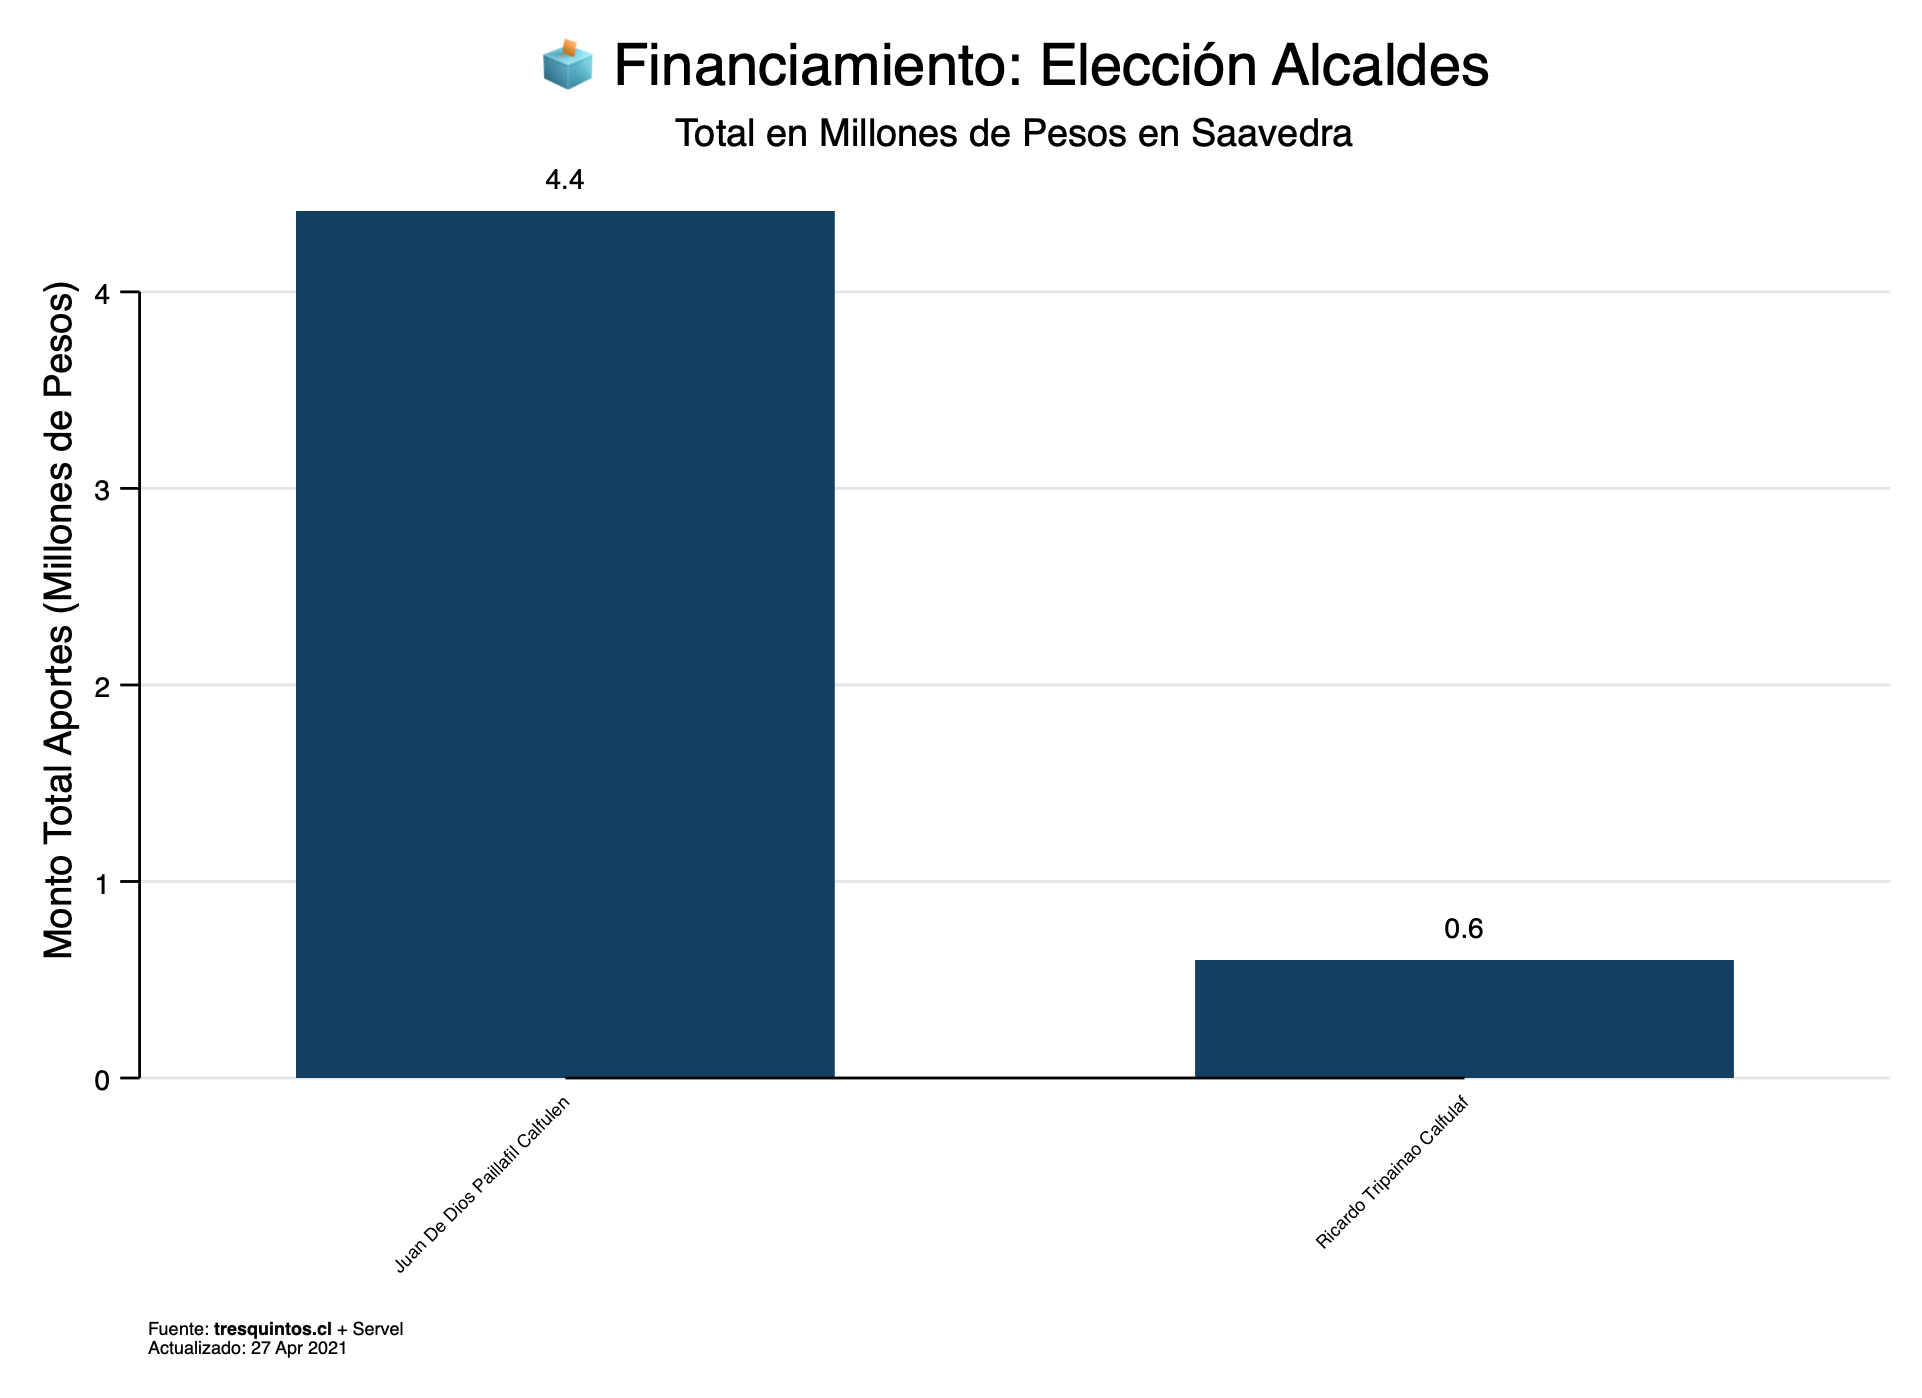 Financiamiento: Elección Alcaldes
Total en Millones de Pesos en Saavedra
Monto Total Aportes (Millones de Pesos)
4
3
2
1
0
4.4
0.6
Juan De Dios Paillafil Calfulen
Ricardo Tripainao Calfulaf
Fuente: tresquintos.cl + Servel
Actualizado: 27 Apr 2021